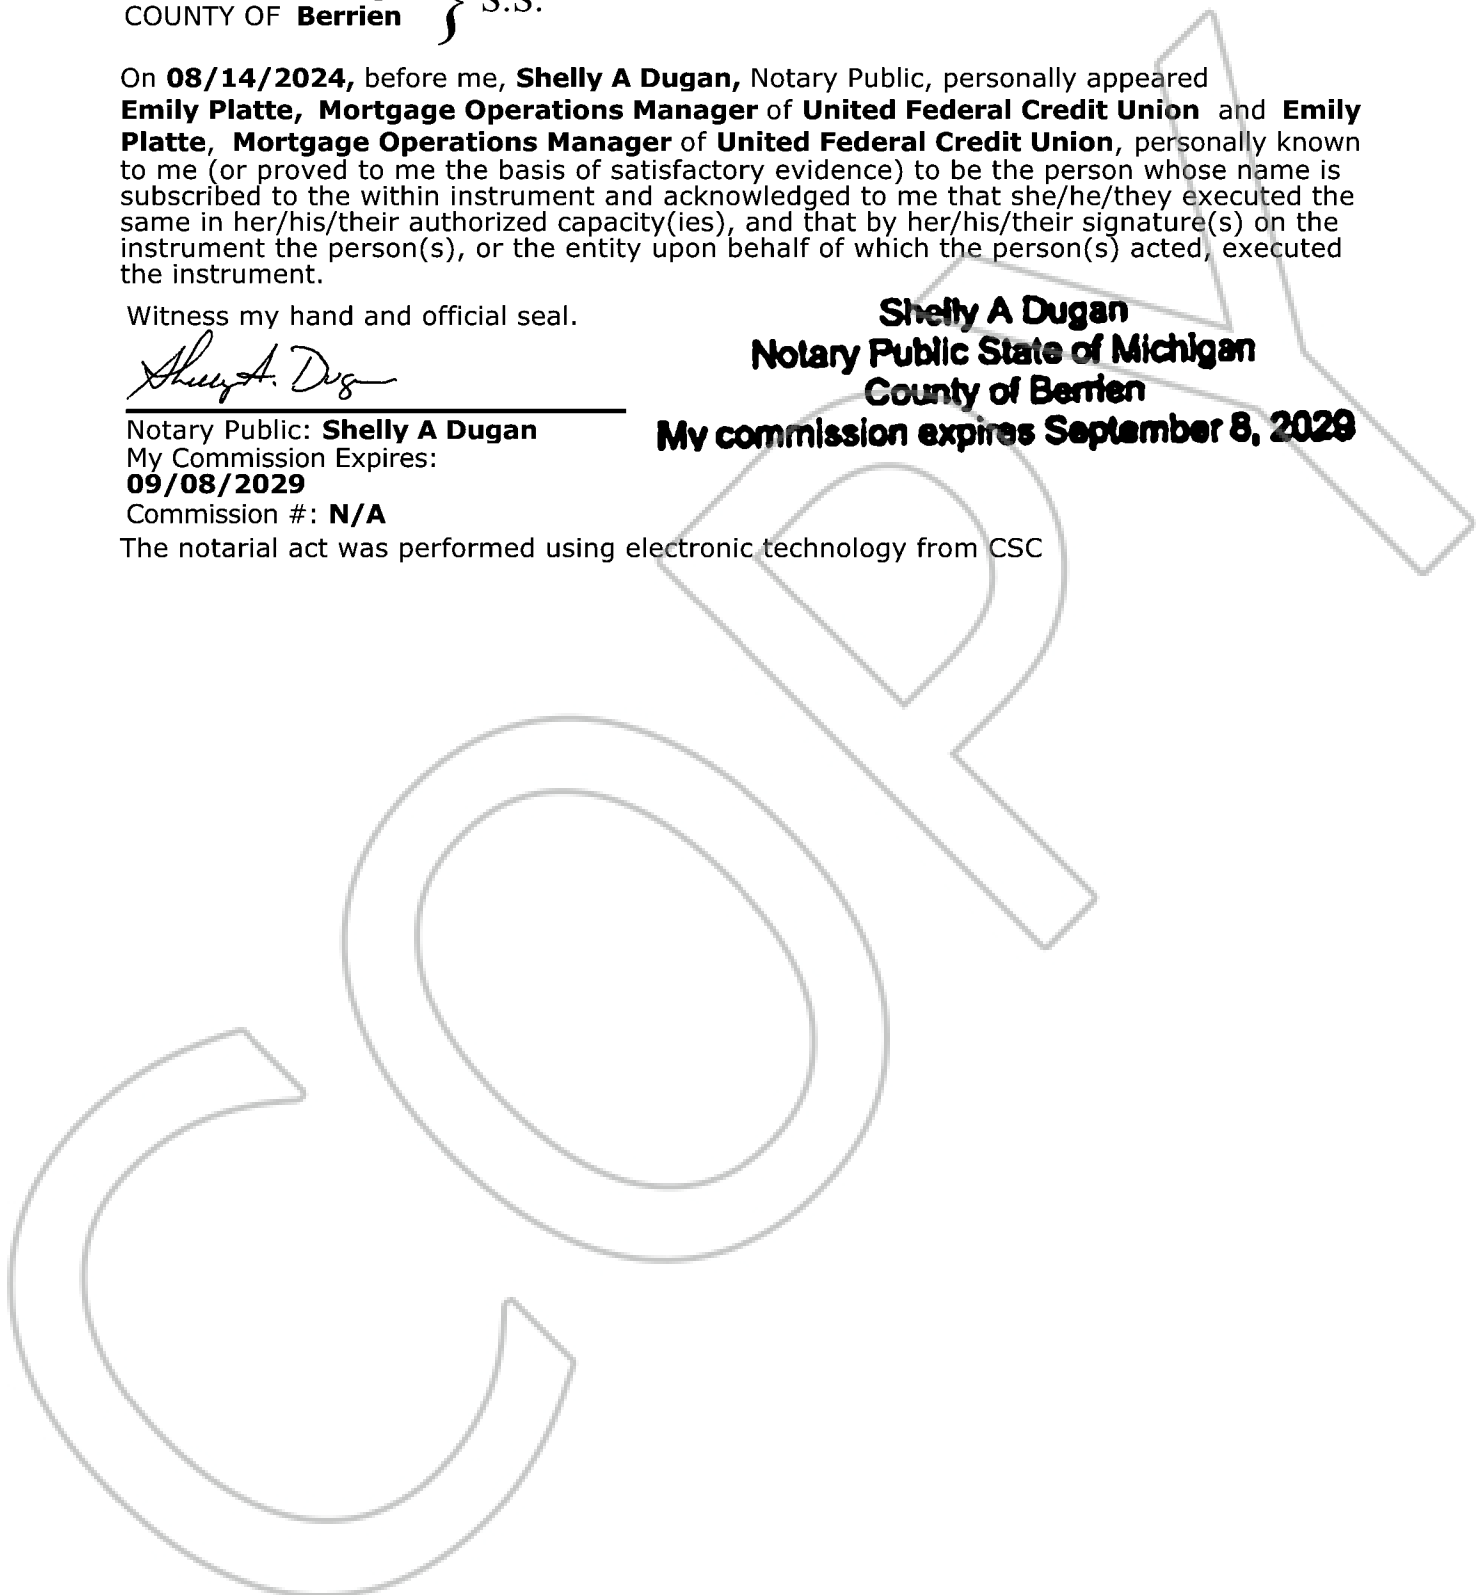 COUNTY OF Berrien } S.S.
On 08/14/2024, before me, Shelly A Dugan, Notary Public, personally appeared
Emily Platte, Mortgage Operations Manager of United Federal Credit Union and Emily
Platte, Mortgage Operations Manager of United Federal Credit Union, personally known
to me (or proved to me the basis of satisfactory evidence) to be the person whose name is
subscribed to the within instrument and acknowledged to me that she/he/they executed the
same in her/his/their authorized capacity(ies), and that by her/his/their signature(s) on the
instrument the person(s), or the entity upon behalf of which the person(s) acted, executed
the instrument.
Witness my hand and official seal.
Shelly A. Dugan
Notary Public: Shelly A Dugan
My Commission Expires:
09/08/2029
Commission #: N/A
Shelly A Dugan
Notary Public State of Michigan
County of Berrien
My commission expires September 8, 2029
The notarial act was performed using electronic technology from CSC
COPY